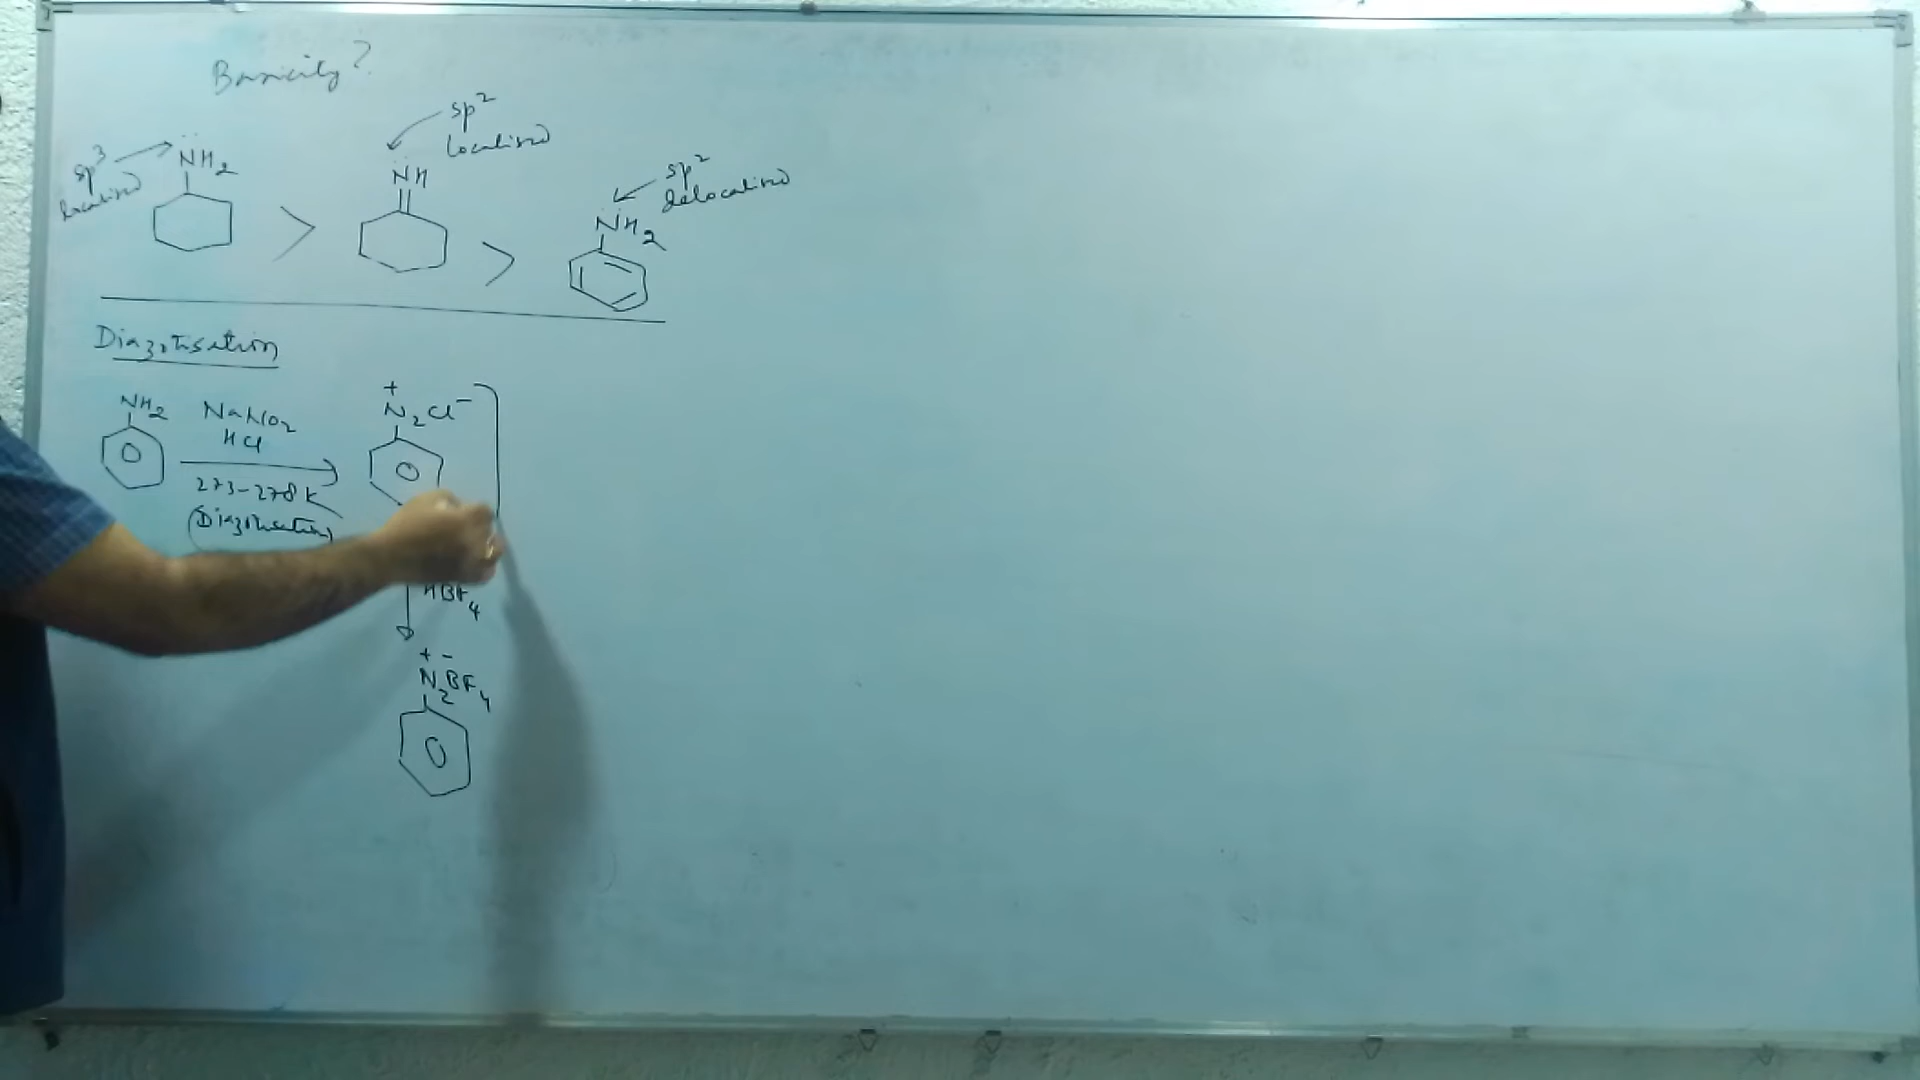 Basicity?
sp2
localised
sp3
localised
NH2
NH
sp2
delocalised
NH2
>
>
Diazotisation
NH2
NaNO2
HCl
273-278K
(Diazotisation)
+
N2Cl-
HBF4
+ -
N2BF4